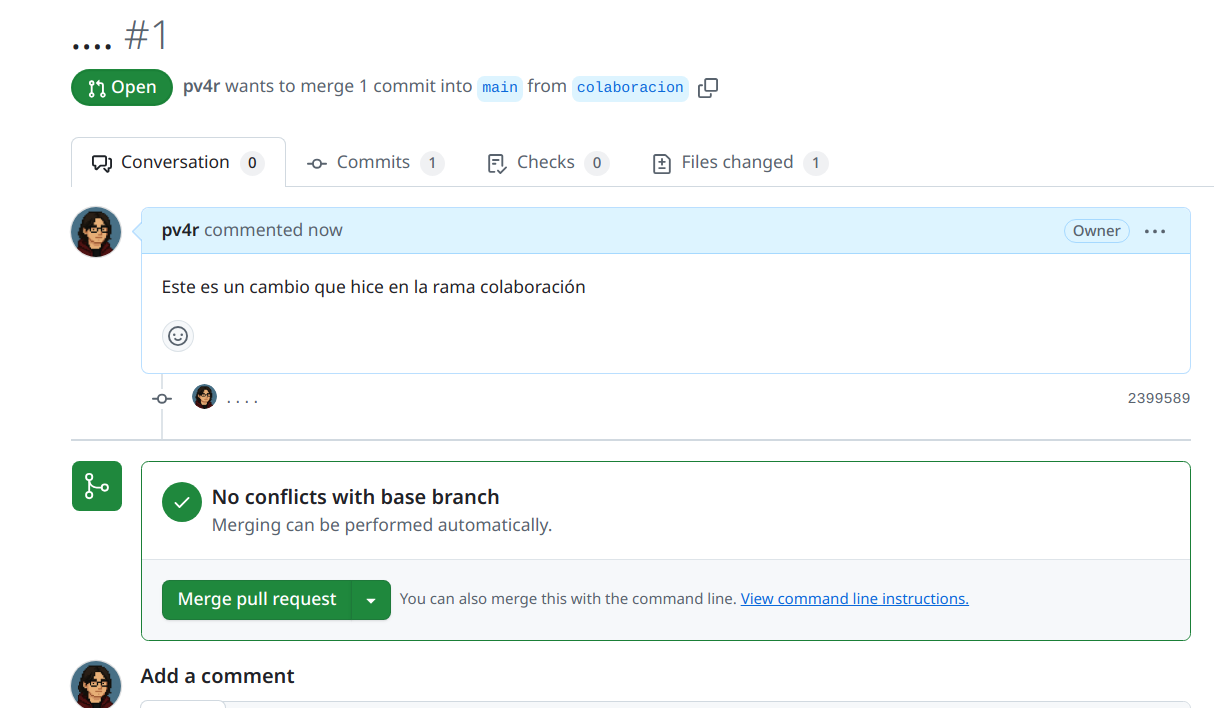 .... #1
Open pv4r wants to merge 1 commit into main from colaboracion
Conversation 0 Commits 1 Checks 0 Files changed 1
pv4r commented now Owner
Este es un cambio que hice en la rama colaboración
.... 2399589
No conflicts with base branch
Merging can be performed automatically.
Merge pull request You can also merge this with the command line. View command line instructions.
Add a comment